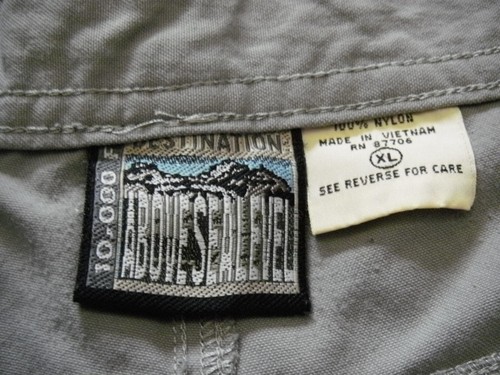 DESTINATION
10,000 F
ABOVE SEA LEVEL
100% NYLON
MADE IN VIETNAM
RN 87706
XL
SEE REVERSE FOR CARE